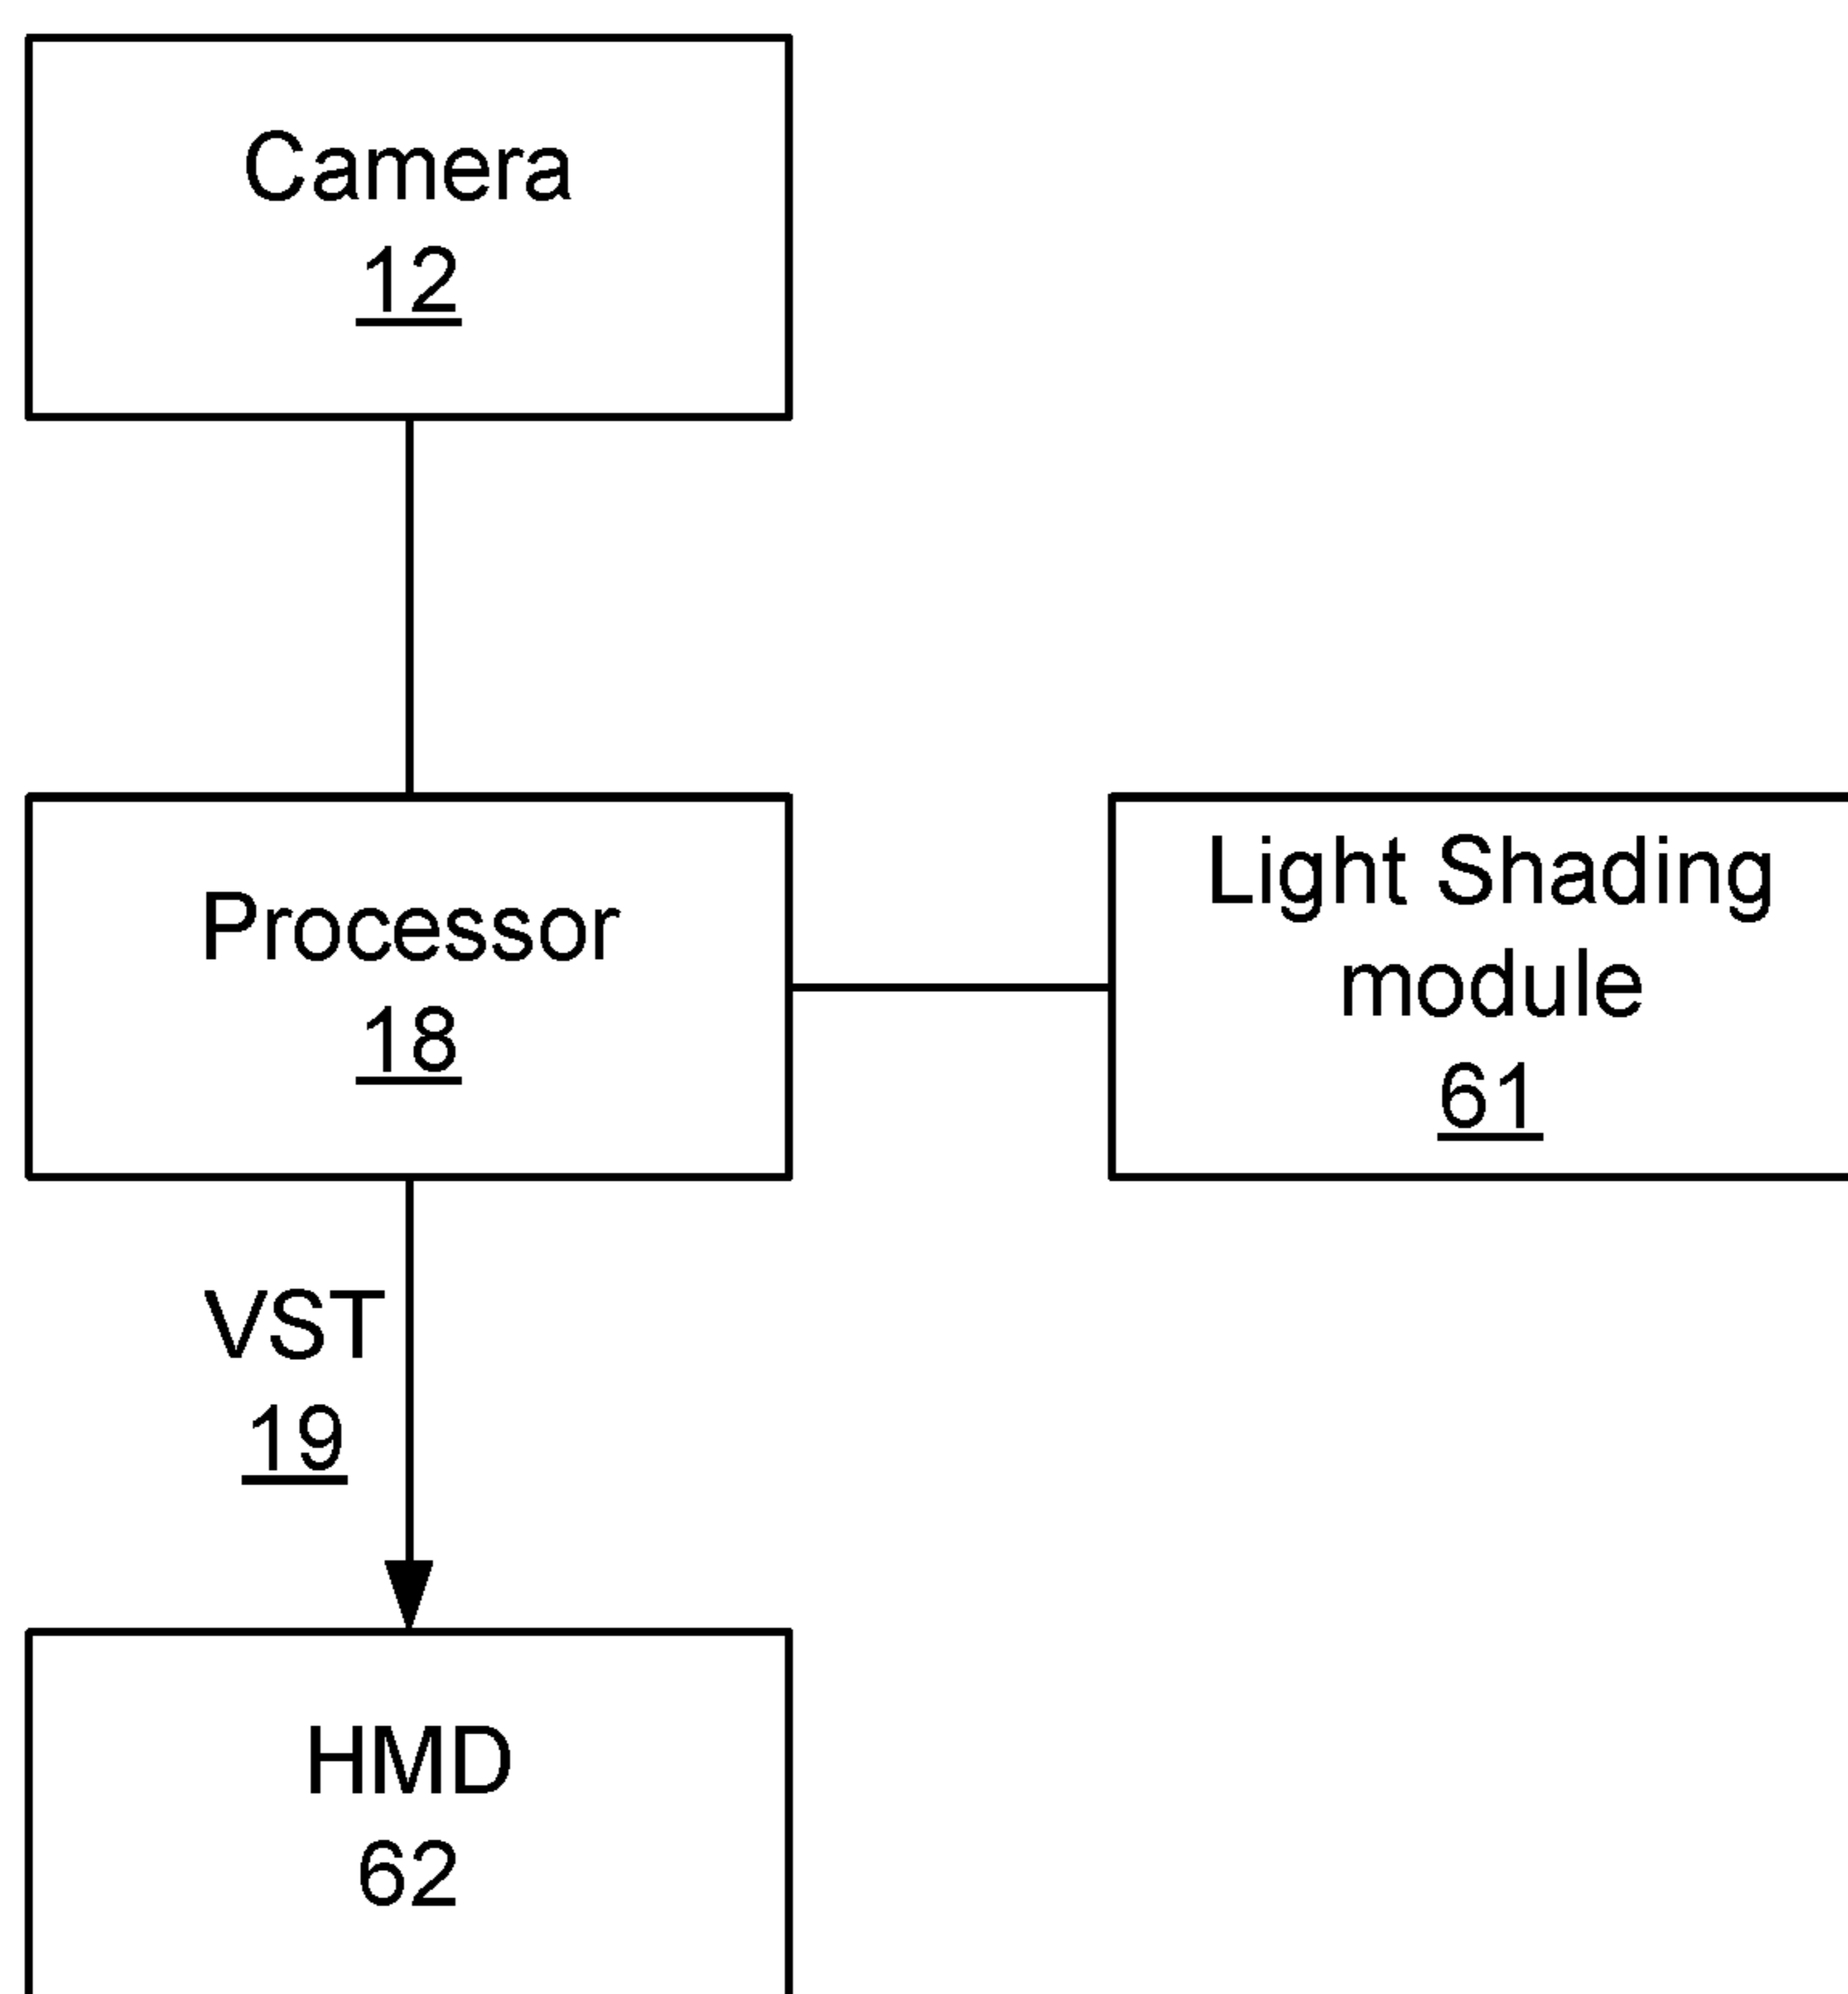 Camera
12
Processor
18
Light Shading
module
61
VST
19
HMD
62